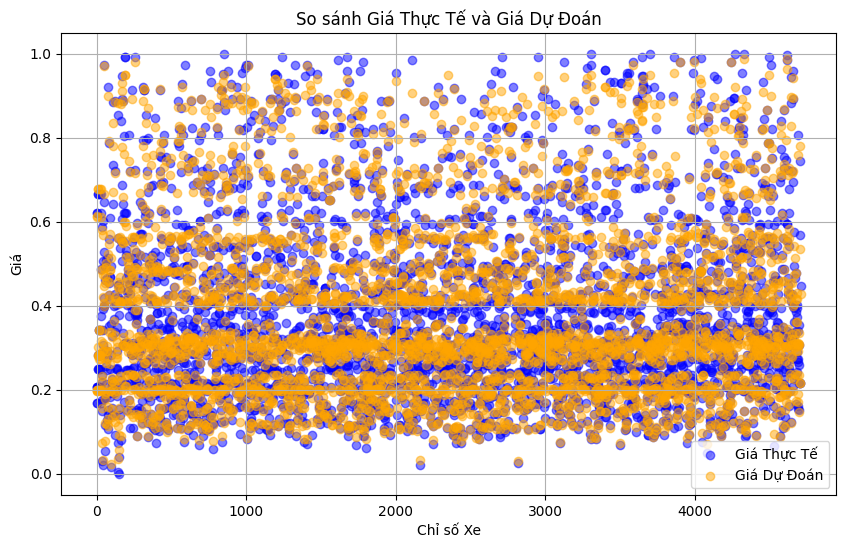 So sánh Giá Thực Tế và Giá Dự Đoán
Giá
1.0
0.8
0.6
0.4
0.2
0.0
0 1000 2000 3000 4000
Chỉ số Xe
Giá Thực Tế
Giá Dự Đoán